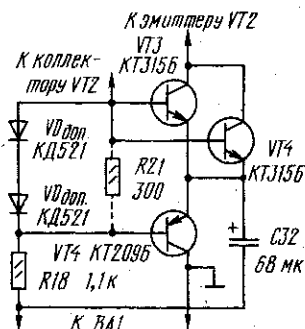 К эмиттеру VT2
VT3
КТ315б
К коллек-
тору VT2
VDдоп.
КД521
R21
300
VT4
КТ315б
VDдоп.
КД521
VT4 КТ209б
+
C32
68 мк
R18 1,1к
К ВА1